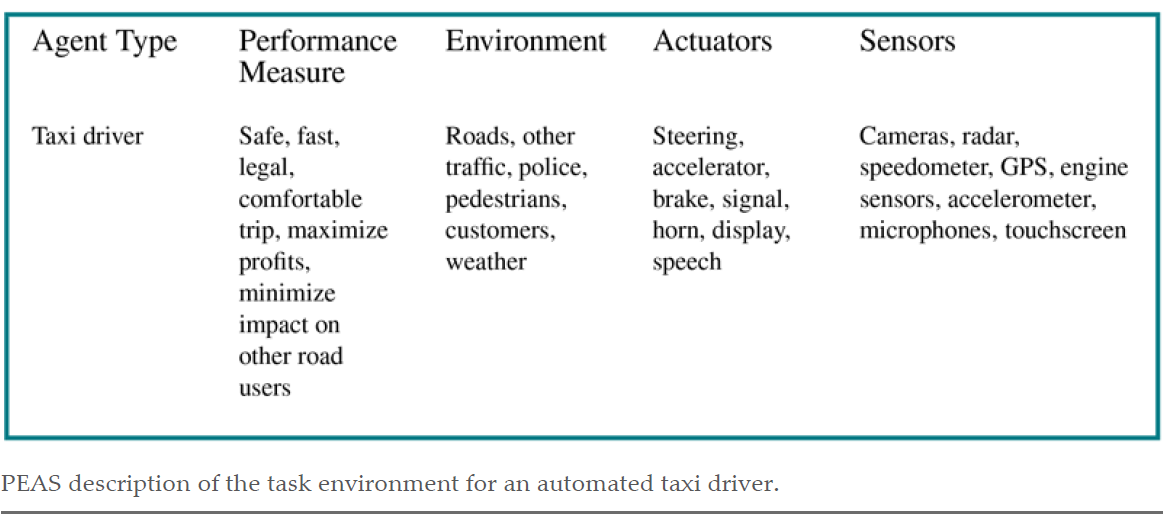 Agent Type
Performance
Measure
Environment
Actuators
Sensors
Taxi driver
Safe, fast,
legal,
comfortable
trip, maximize
profits,
minimize
impact on
other road
users
Roads, other
traffic, police,
pedestrians,
customers,
weather
Steering,
accelerator,
brake, signal,
horn, display,
speech
Cameras, radar,
speedometer, GPS, engine
sensors, accelerometer,
microphones, touchscreen
PEAS description of the task environment for an automated taxi driver.